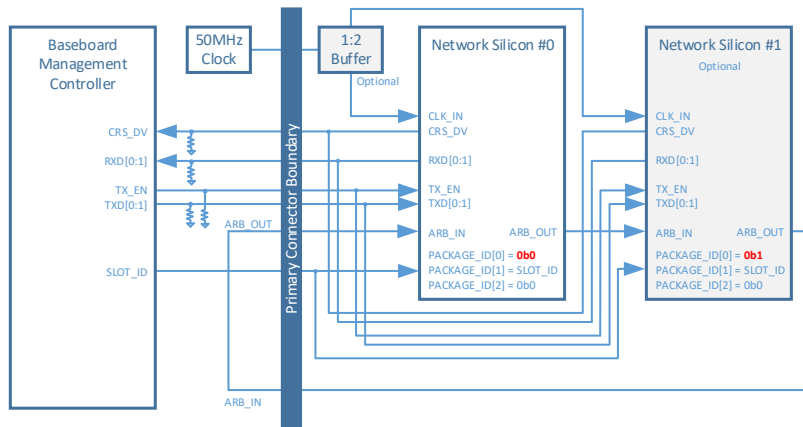 Baseboard
Management
Controller
50MHz
Clock
1:2
Buffer
Optional
Network Silicon #0
Network Silicon #1
Optional
CRS_DV
RXD[0:1]
TX_EN
TXD[0:1]
ARB_OUT
SLOT_ID
ARB_IN
Primary Connector Boundary
CLK_IN
CRS_DV
RXD[0:1]
TX_EN
TXD[0:1]
ARB_IN
ARB_OUT
PACKAGE_ID[0] = 0b0
PACKAGE_ID[1] = SLOT_ID
PACKAGE_ID[2] = 0b0
CLK_IN
CRS_DV
RXD[0:1]
TX_EN
TXD[0:1]
ARB_IN
ARB_OUT
PACKAGE_ID[0] = 0b1
PACKAGE_ID[1] = SLOT_ID
PACKAGE_ID[2] = 0b0